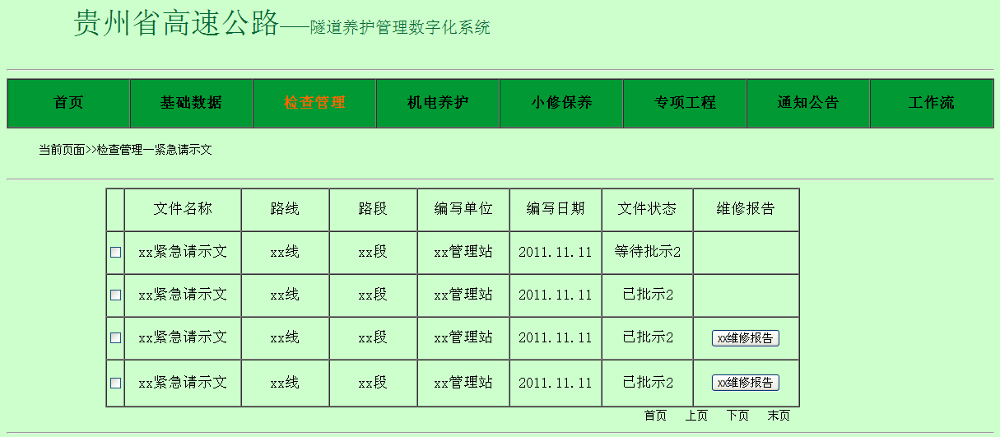 贵州省高速公路——隧道养护管理数字化系统
首页 基础数据 检查管理 机电养护 小修保养 专项工程 通知公告 工作流
当前页面>>检查管理—紧急请示文
文件名称 路线 路段 编写单位 编写日期 文件状态 维修报告
xx紧急请示文 xx线 xx段 xx管理站 2011.11.11 等待批示2
xx紧急请示文 xx线 xx段 xx管理站 2011.11.11 已批示2
xx紧急请示文 xx线 xx段 xx管理站 2011.11.11 已批示2 xx维修报告
xx紧急请示文 xx线 xx段 xx管理站 2011.11.11 已批示2 xx维修报告
首页 上页 下页 末页